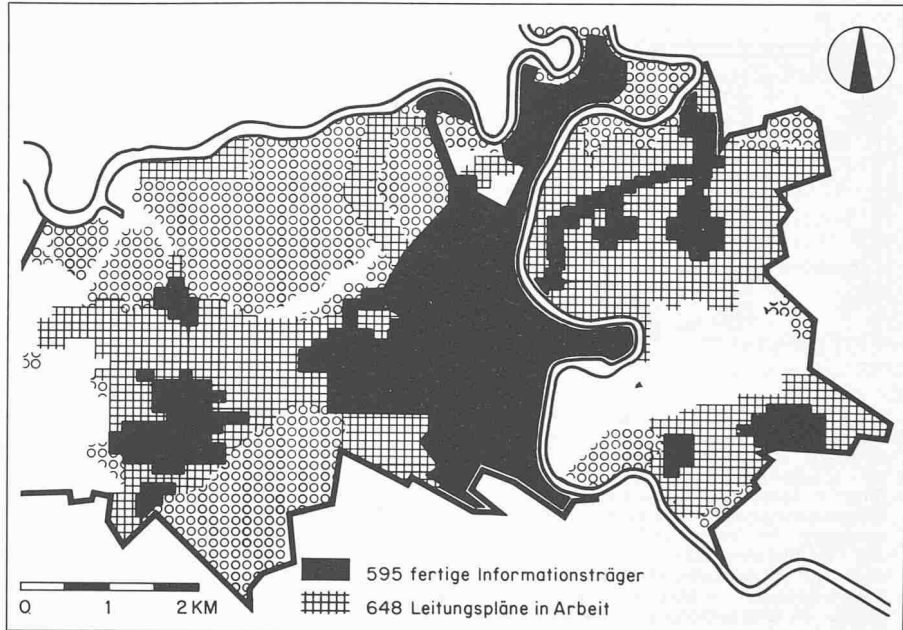 595 fertige Informationsträger
648 Leitungspläne in Arbeit
0 1 2 KM